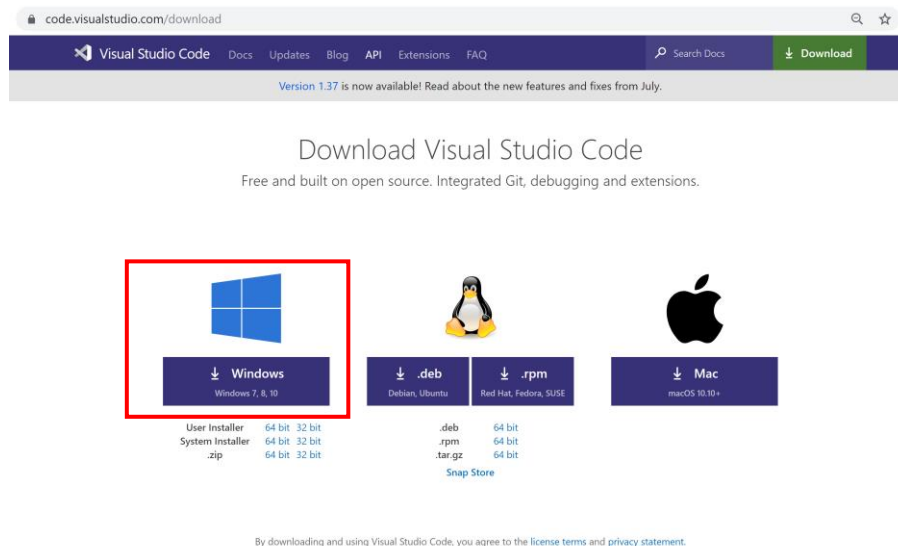 code.visualstudio.com/download
Visual Studio Code Docs Updates Blog API Extensions FAQ Search Docs Download
Version 1.37 is now available! Read about the new features and fixes from July.
Download Visual Studio Code
Free and built on open source. Integrated Git, debugging and extensions.
Windows
Windows 7, 8, 10
.deb
Debian, Ubuntu
.rpm
Red Hat, Fedora, SUSE
Mac
macOS 10.10+
User Installer 64 bit 32 bit
System Installer 64 bit 32 bit
.zip 64 bit 32 bit
.deb 64 bit
.rpm 64 bit
.tar.gz 64 bit
Snap Store
By downloading and using Visual Studio Code, you agree to the license terms and privacy statement.